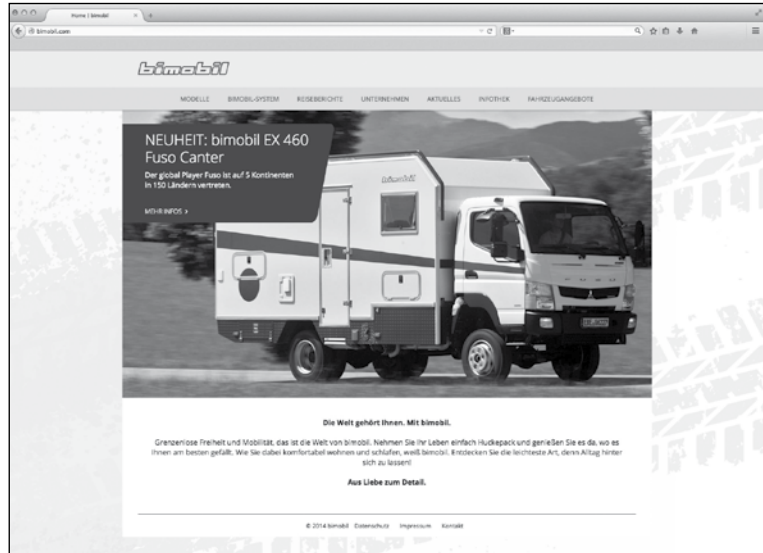 Home | bimobil
bimobil.com
bimobil
MODELLE BIMOBIL-SYSTEM REISEBERICHTE UNTERNEHMEN AKTUELLES INFOTHEK FAHRZEUGANGEBOTE
NEUHEIT: bimobil EX 460
Fuso Canter
Der global Player Fuso ist auf 5 Kontinenten
in 150 Ländern vertreten.
MEHR INFOS >
bimobil
FUSO
Die Welt gehört Ihnen. Mit bimobil.
Grenzenlose Freiheit und Mobilität, das ist die Welt von bimobil. Nehmen Sie Ihr Leben einfach Huckepack und genießen Sie es da, wo es
Ihnen am besten gefällt. Wie Sie dabei komfortabel wohnen und schlafen, weiß bimobil. Entdecken Sie die leichteste Art, denn Alltag hinter
sich zu lassen!
Aus Liebe zum Detail.
© 2014 bimobil Datenschutz Impressum Kontakt